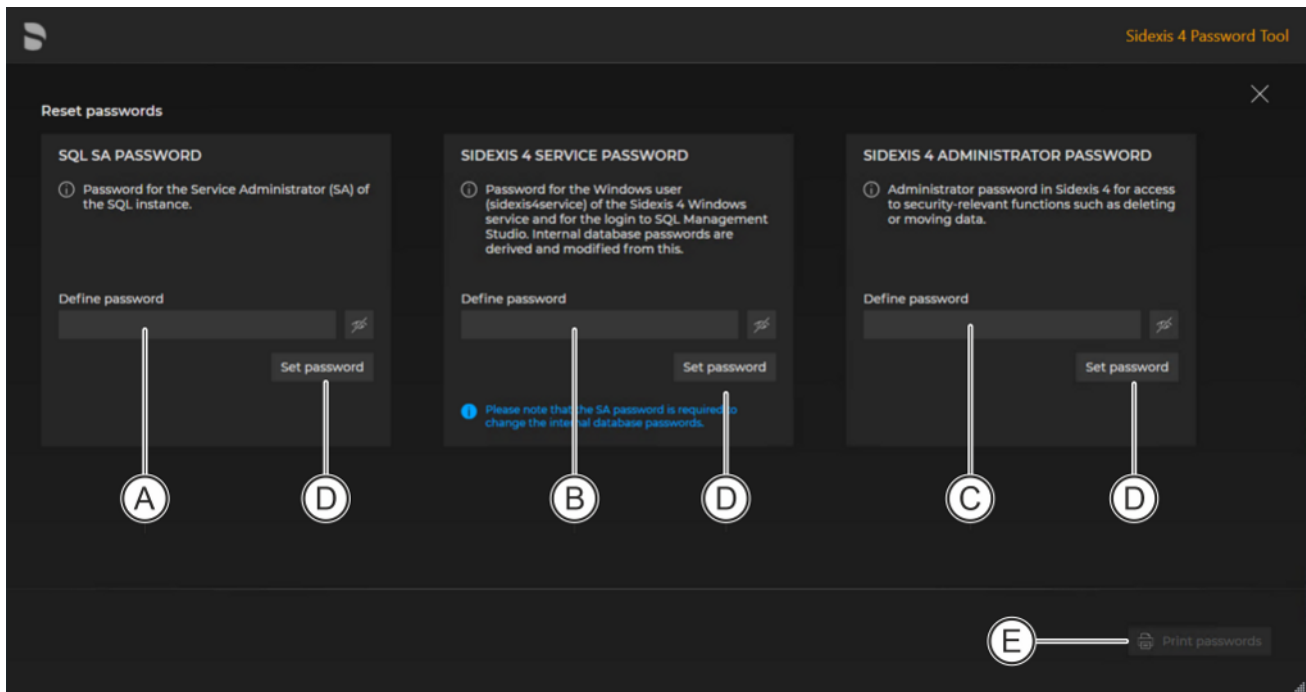 Sidexis 4 Password Tool
Reset passwords
SQL SA PASSWORD
Password for the Service Administrator (SA) of
the SQL instance.
Define password
Set password
SIDEXIS 4 SERVICE PASSWORD
Password for the Windows user
(sidexis4service) of the Sidexis 4 Windows
service and for the login to SQL Management
Studio. Internal database passwords are
derived and modified from this.
Define password
Set password
Please note that the SA password is required to
change the internal database passwords.
SIDEXIS 4 ADMINISTRATOR PASSWORD
Administrator password in Sidexis 4 for access
to security-relevant functions such as deleting
or moving data.
Define password
Set password
A
D
B
D
C
D
E
Print passwords